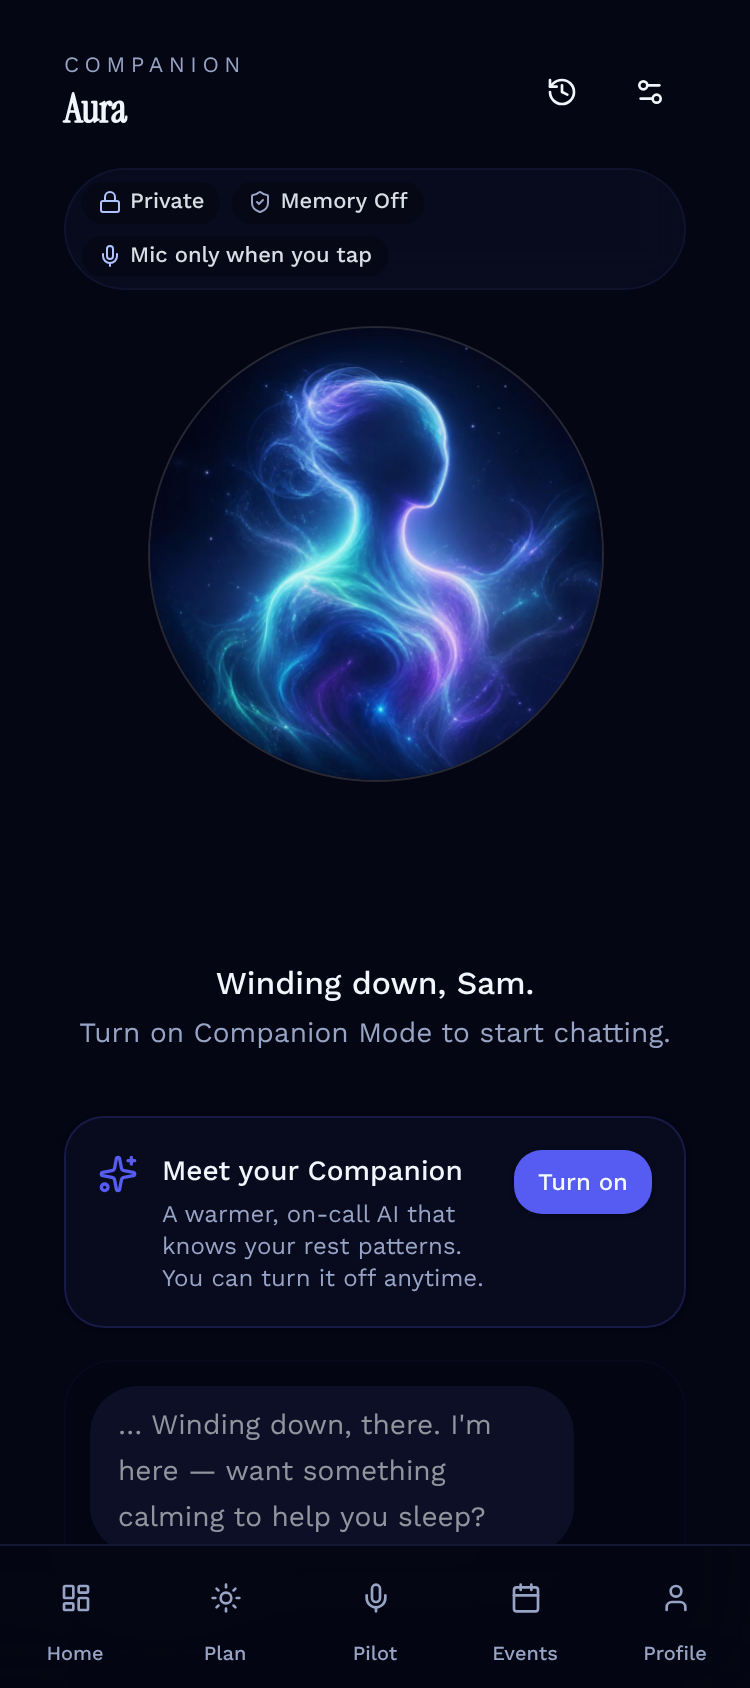 COMPANION
Aura
Private
Memory Off
Mic only when you tap
Winding down, Sam.
Turn on Companion Mode to start chatting.
Meet your Companion
A warmer, on-call AI that
knows your rest patterns.
You can turn it off anytime.
Turn on
... Winding down, there. I'm
here — want something
calming to help you sleep?
Home
Plan
Pilot
Events
Profile